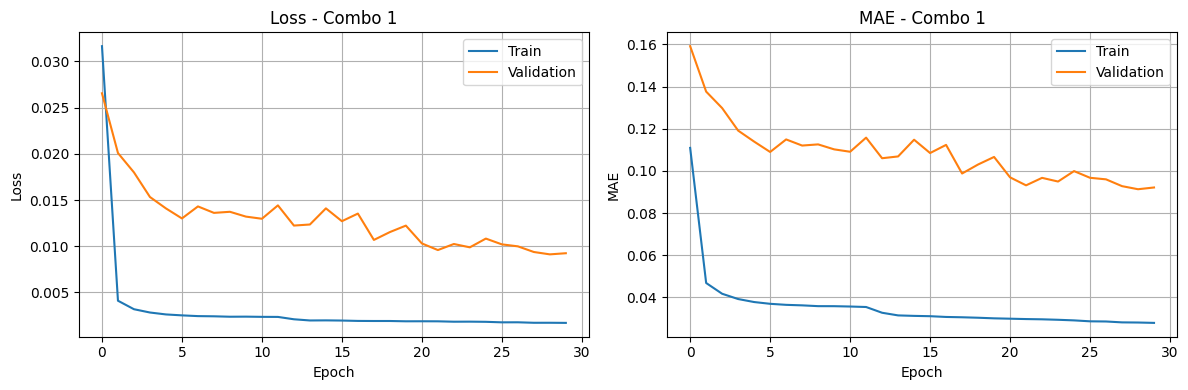 Loss - Combo 1
0.030
0.025
0.020
0.015
0.010
0.005
Loss
0
5
10
15
20
25
30
Epoch
Train
Validation
MAE - Combo 1
0.16
0.14
0.12
0.10
0.08
0.06
0.04
MAE
0
5
10
15
20
25
30
Epoch
Train
Validation